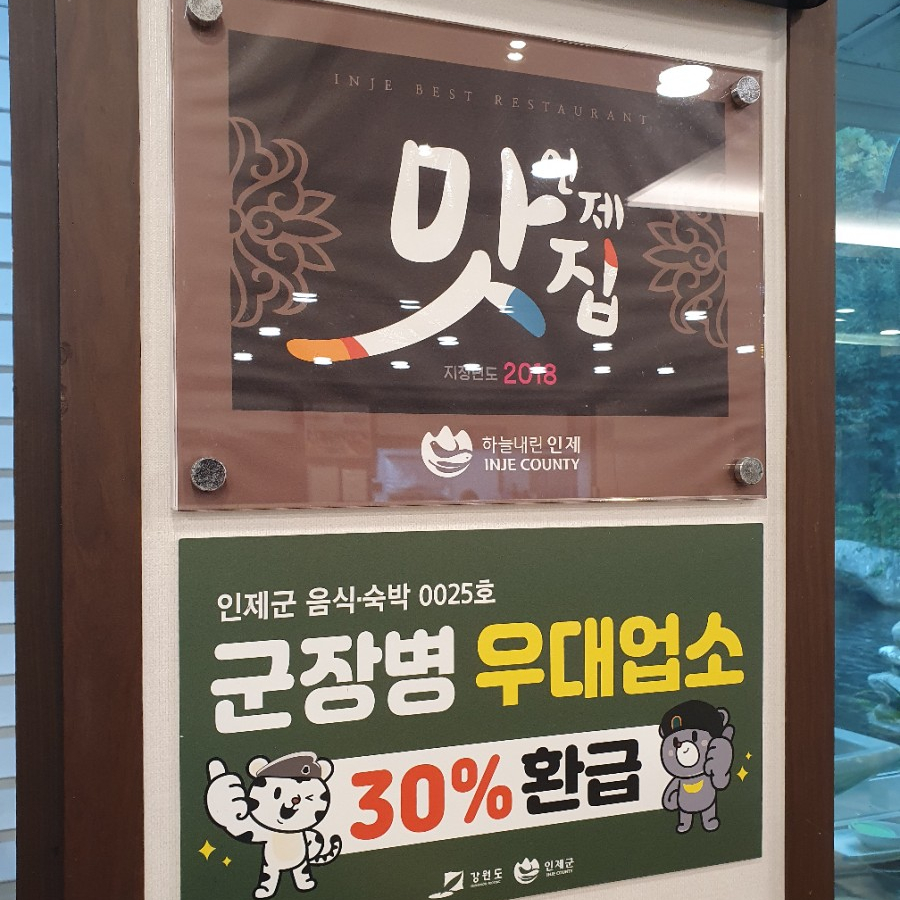 INJE BEST RESTAURANT
인제
맛집
지정년도 2018
하늘내린 인제
INJE COUNTY
인제군 음식·숙박 0025호
군장병 우대업소
30% 환급
강원도
인제군
INJE COUNTY